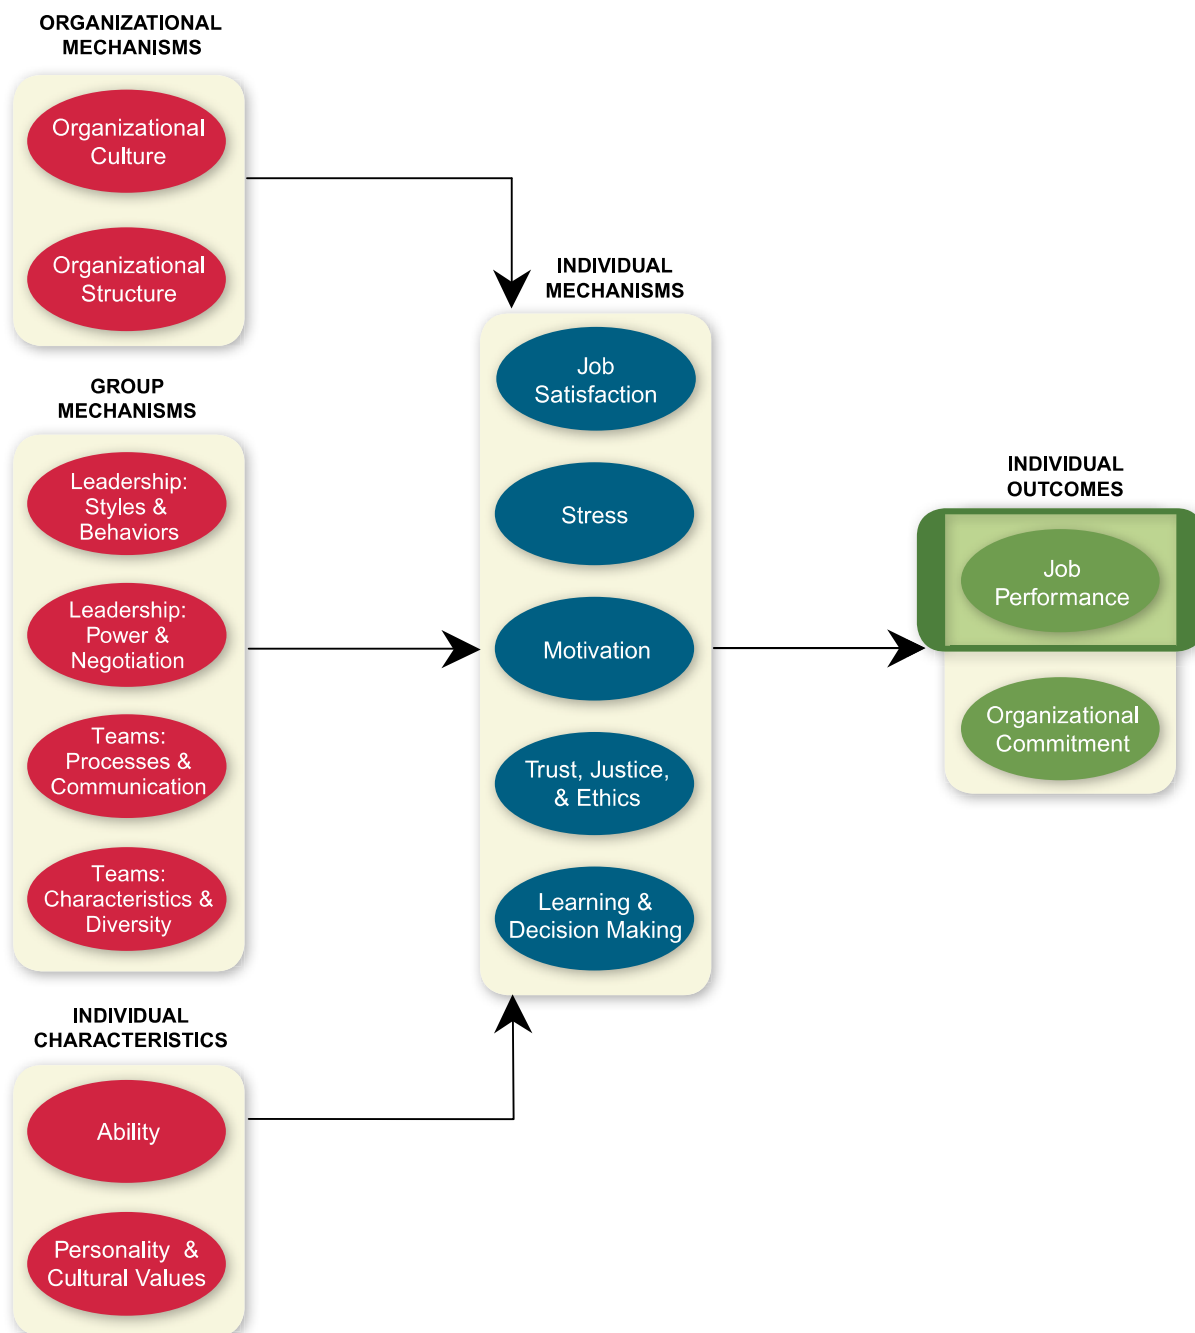 ORGANIZATIONAL
MECHANISMS
Organizational
Culture
Organizational
Structure
GROUP
MECHANISMS
Leadership:
Styles &
Behaviors
Leadership:
Power &
Negotiation
Teams:
Processes &
Communication
Teams:
Characteristics &
Diversity
INDIVIDUAL
CHARACTERISTICS
Ability
Personality &
Cultural Values
INDIVIDUAL
MECHANISMS
Job
Satisfaction
Stress
Motivation
Trust, Justice,
& Ethics
Learning &
Decision Making
INDIVIDUAL
OUTCOMES
Job
Performance
Organizational
Commitment